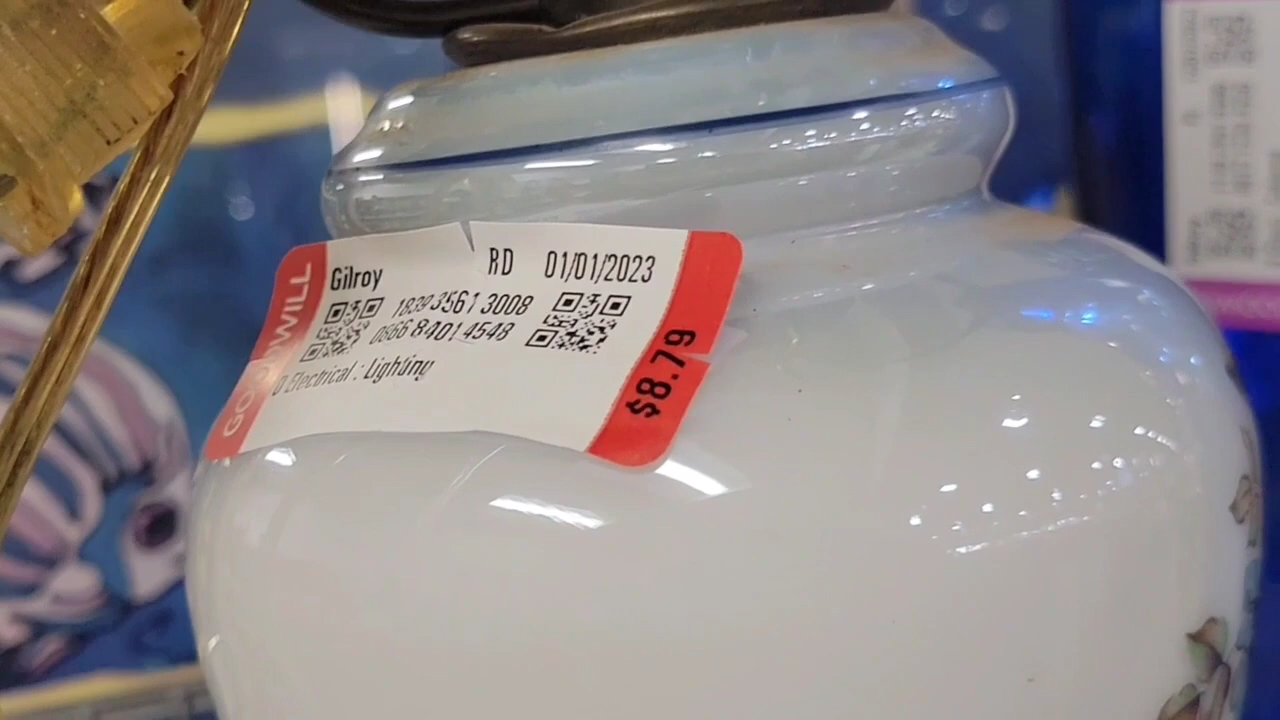 GOODWILL
Gilroy RD 01/01/2023
1839 3561 3008
0666 8401 4548
Electrical : Lighting
$8.79